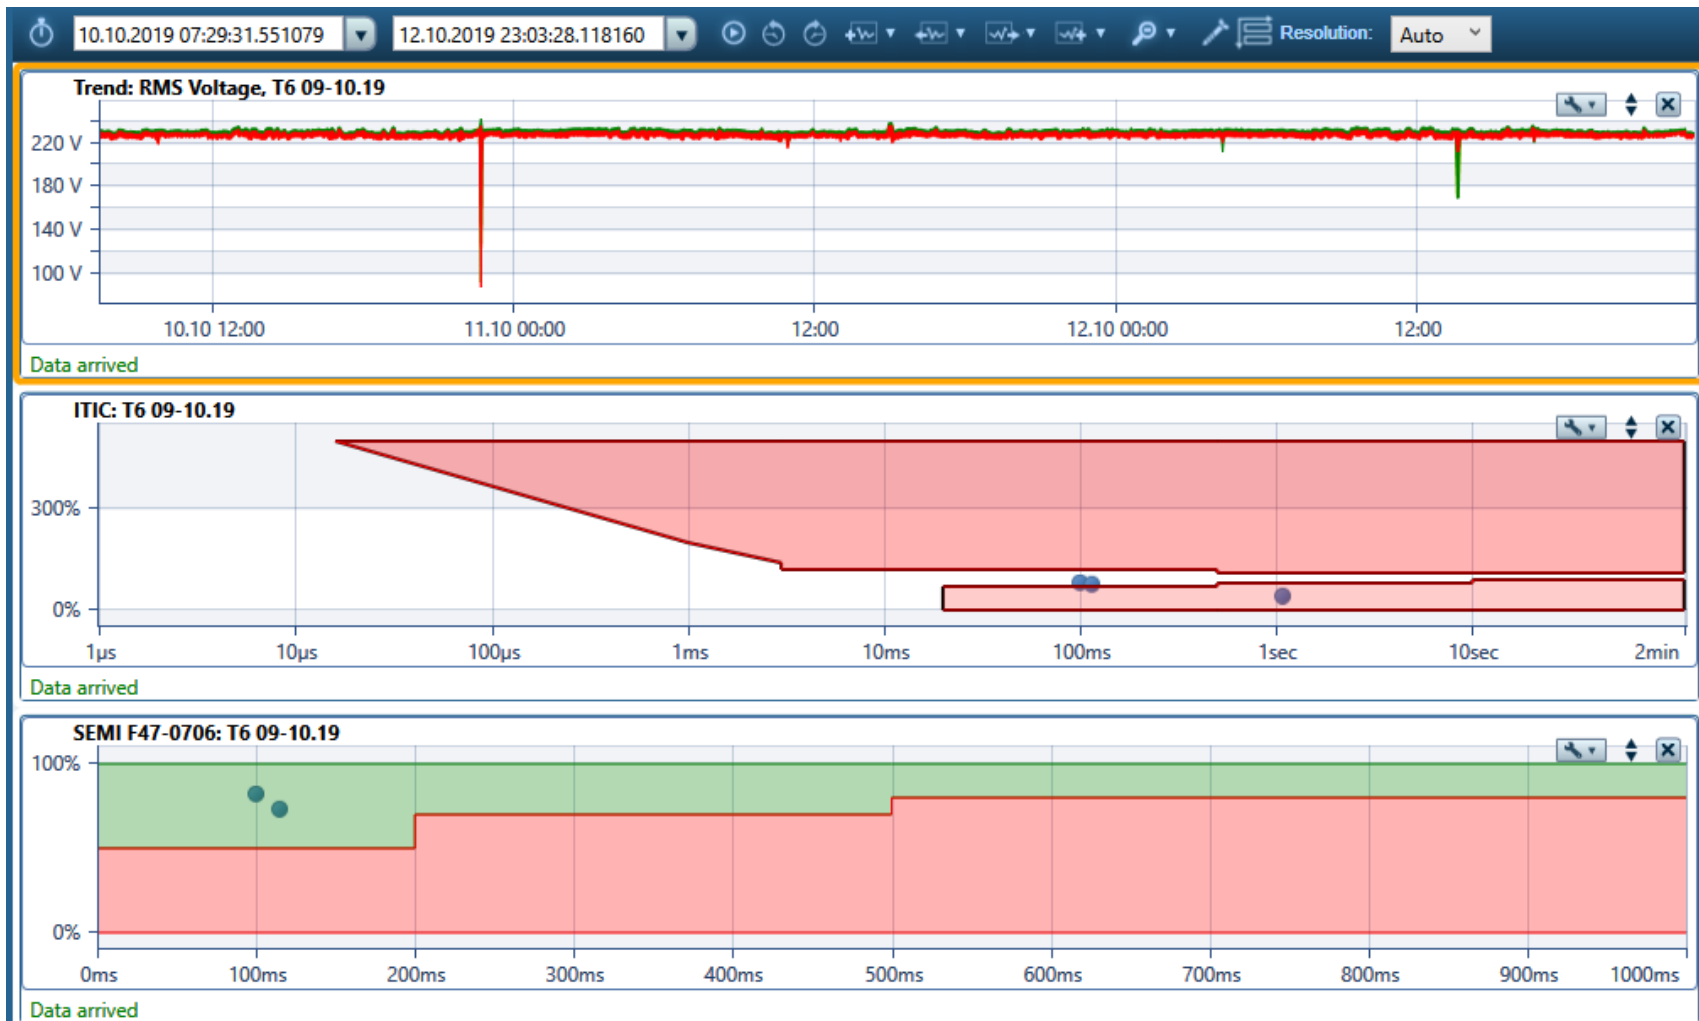 10.10.2019 07:29:31.551079 12.10.2019 23:03:28.118160 Resolution: Auto
Trend: RMS Voltage, T6 09-10.19
220 V
180 V
140 V
100 V
10.10 12:00 11.10 00:00 12:00 12.10 00:00 12:00
Data arrived
ITIC: T6 09-10.19
300%
0%
1µs 10µs 100µs 1ms 10ms 100ms 1sec 10sec 2min
Data arrived
SEMI F47-0706: T6 09-10.19
100%
0%
0ms 100ms 200ms 300ms 400ms 500ms 600ms 700ms 800ms 900ms 1000ms
Data arrived